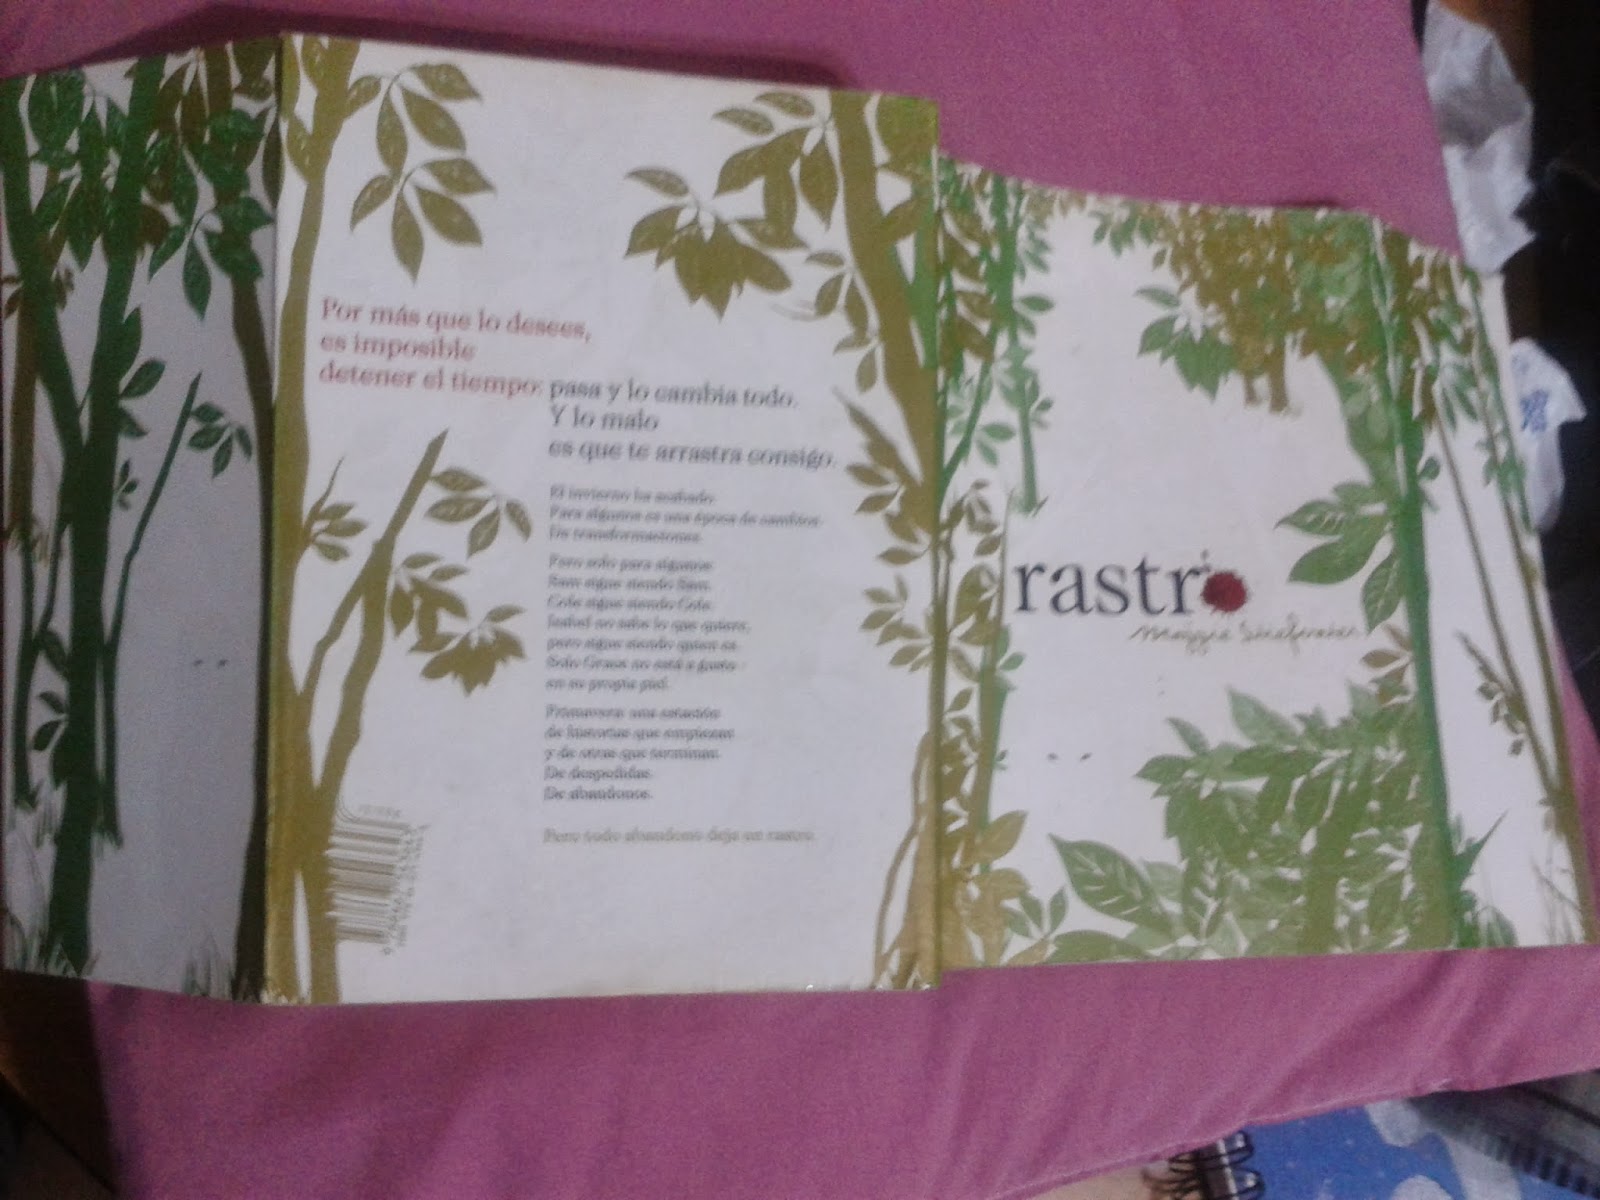 Por más que lo desees,
es imposible
detener el tiempo: pasa y lo cambia todo.
Y lo malo
es que te arrastra consigo.
El invierno ha acabado.
Para algunos es una época de cambios.
De transformaciones.
Pero solo para algunos.
Sam sigue siendo Sam.
Cole sigue siendo Cole.
Isabel no sabe lo que quiere,
pero sigue siendo quien es.
Solo Grace no está a gusto
en su propia piel.
Primavera: una estación
de historias que empiezan
y de otras que terminan.
De despedidas.
De abandonos.
Pero todo abandono deja un rastro.
rastro
Maggie Stiefvater